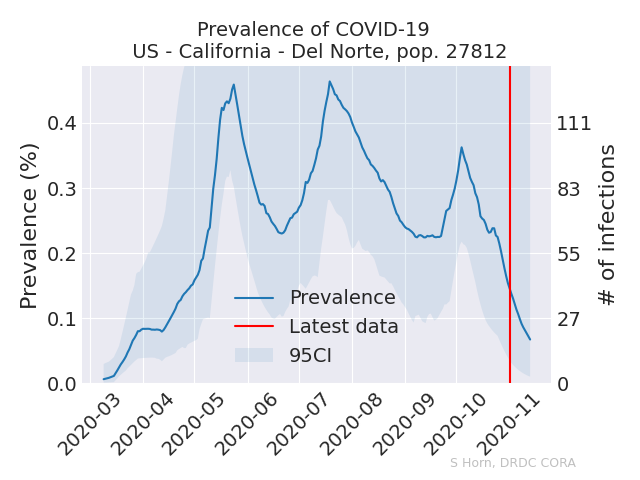 Prevalence of COVID-19
US - California - Del Norte, pop. 27812
Prevalence (%)
0.4
0.3
0.2
0.1
0.0
111
83
55
27
0
# of infections
Prevalence
Latest data
95CI
2020-03
2020-04
2020-05
2020-06
2020-07
2020-08
2020-09
2020-10
2020-11
S Horn, DRDC CORA